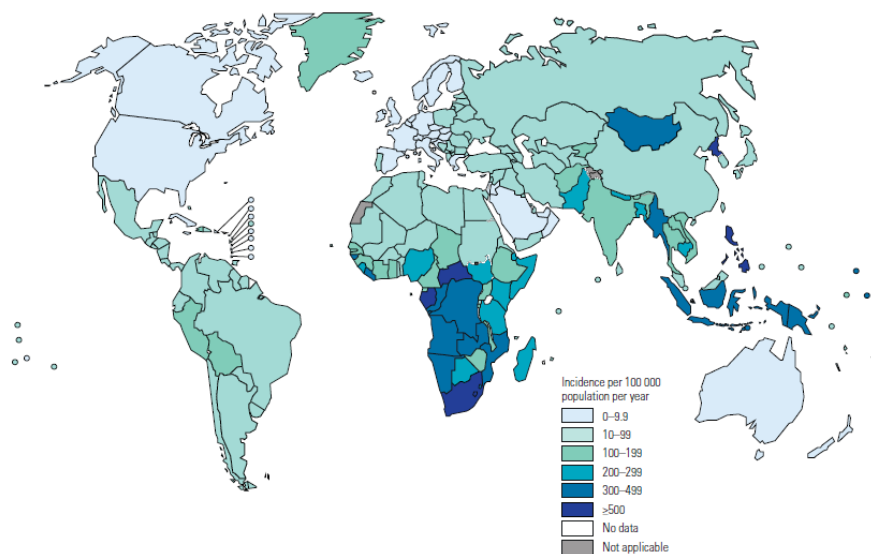 Incidence per 100 000
population per year
0–9.9
10–99
100–199
200–299
300–499
≥500
No data
Not applicable